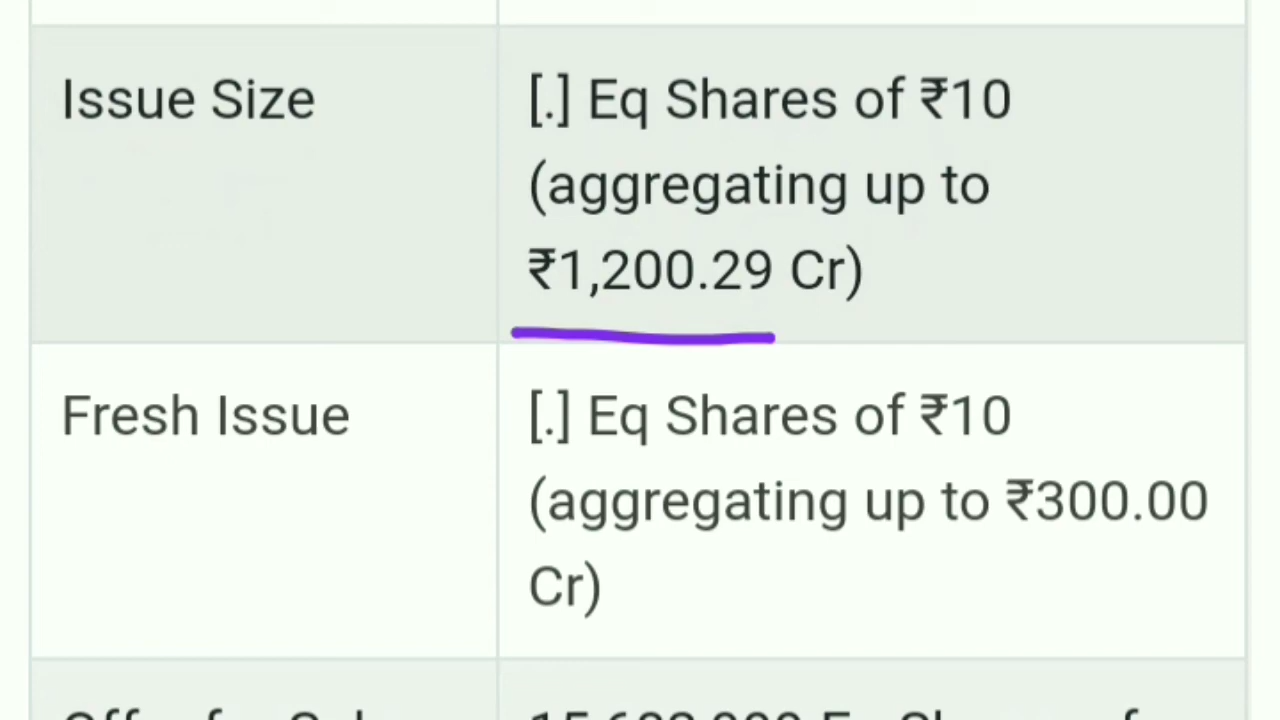 Issue Size
[.] Eq Shares of ₹10
(aggregating up to
₹1,200.29 Cr)
Fresh Issue
[.] Eq Shares of ₹10
(aggregating up to ₹300.00
Cr)